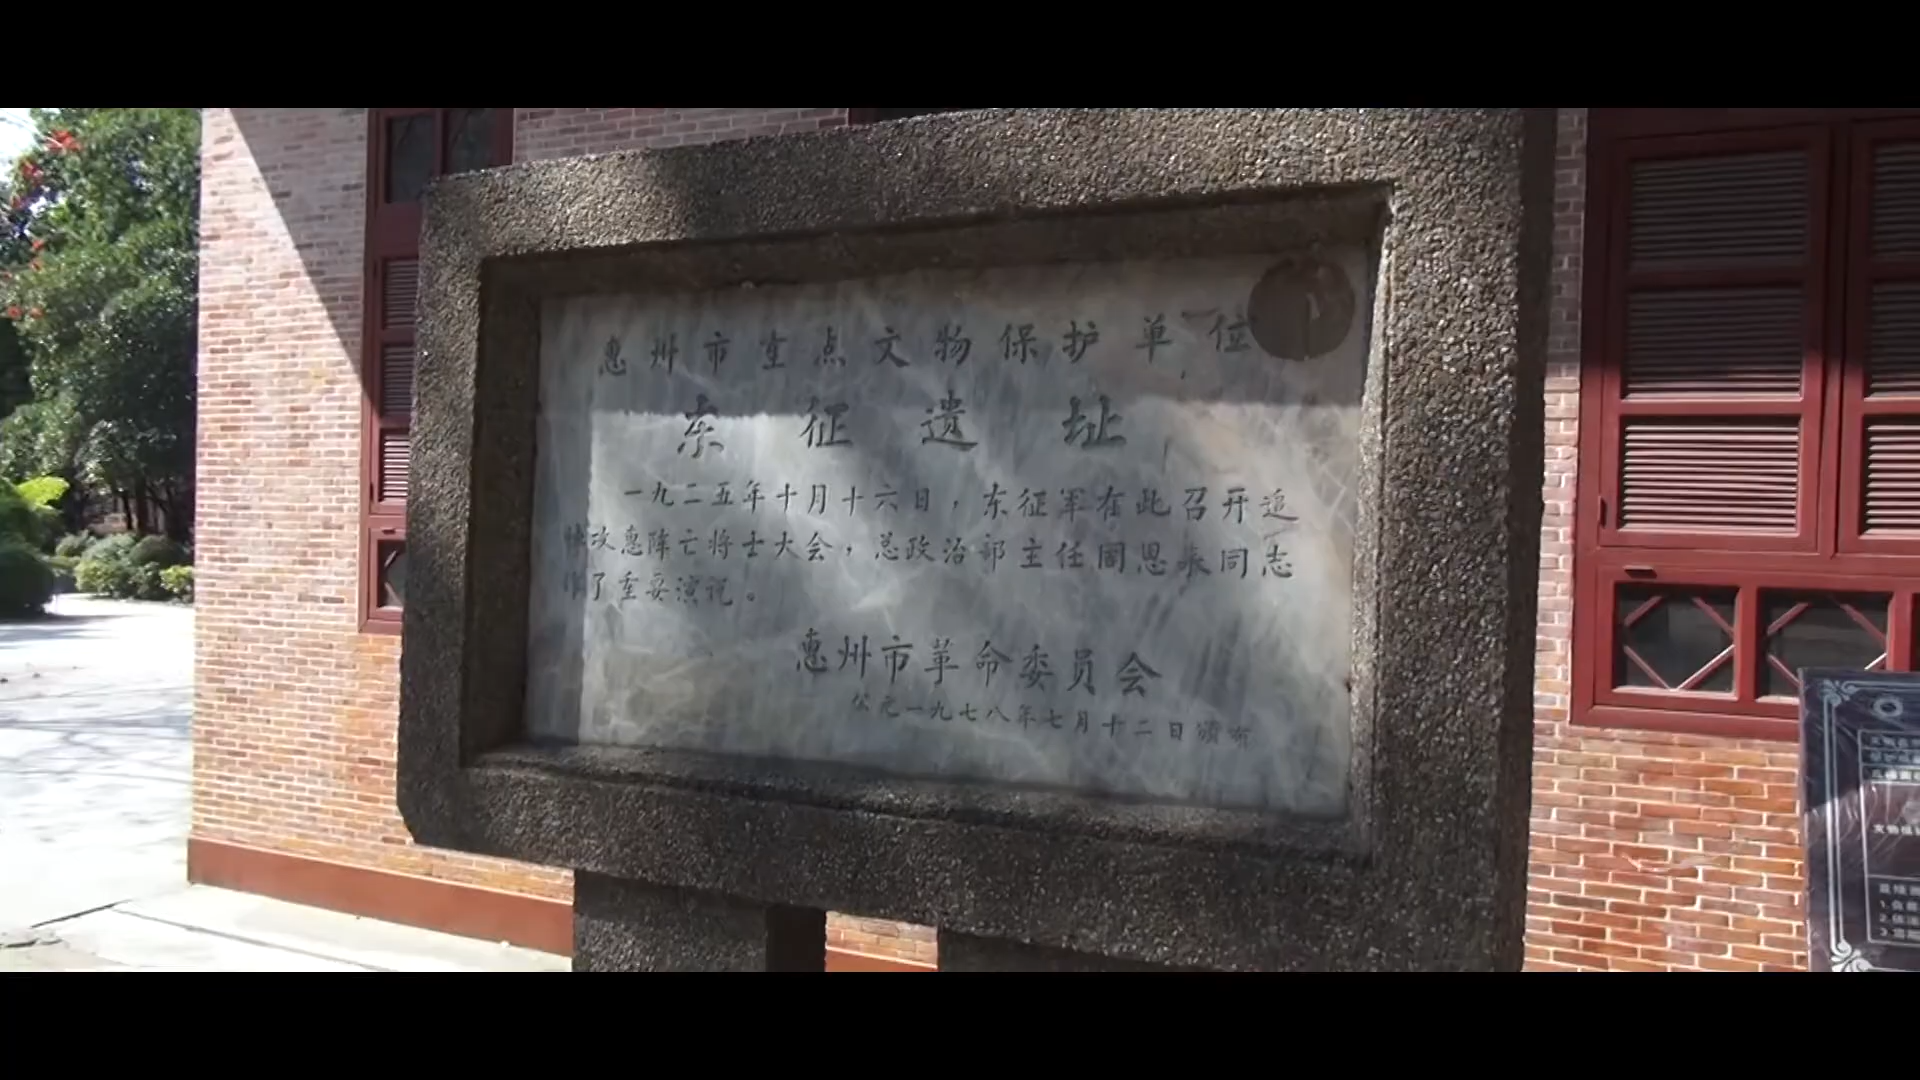 惠州市重点文物保护单位
东征遗址
一九二五年十月十六日，东征军在此召开追
悼攻惠阵亡将士大会，总政治部主任周恩来同志
作了重要演说。
惠州市革命委员会
公元一九七八年七月十二日颁布